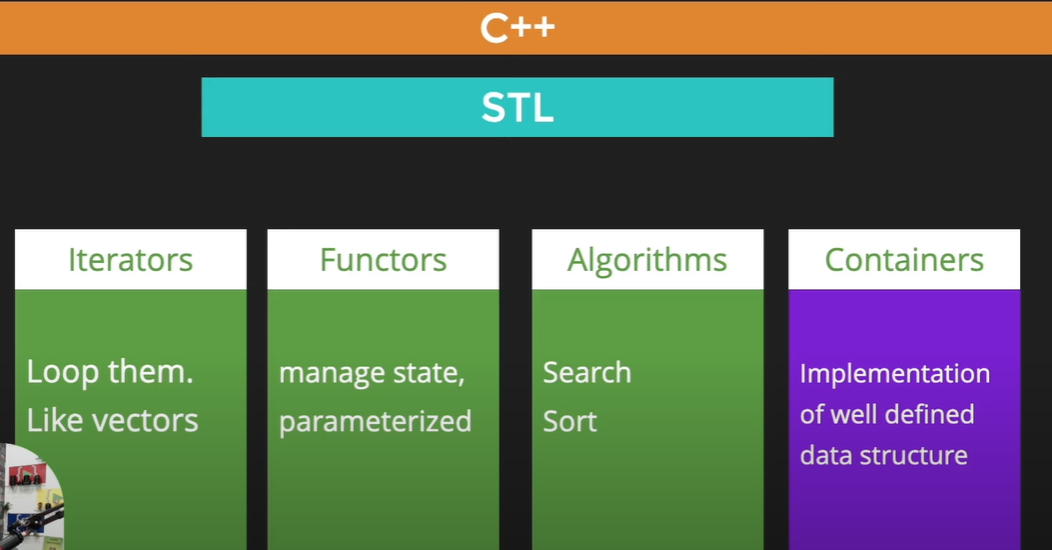 C++
STL
Iterators
Loop them.
Like vectors
Functors
manage state,
parameterized
Algorithms
Search
Sort
Containers
Implementation
of well defined
data structure